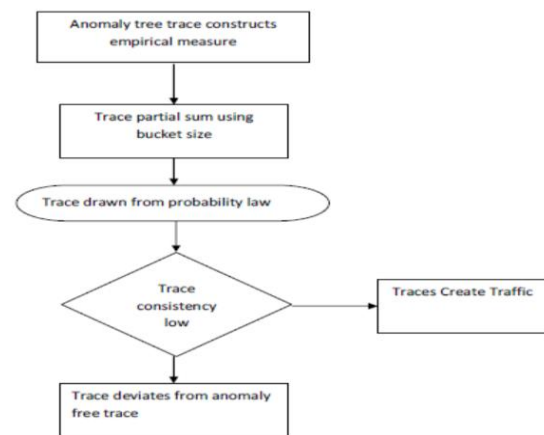 Anomaly tree trace constructs
empirical measure
Trace partial sum using
bucket size
Trace drawn from probability law
Trace
consistency
low
Traces Create Traffic
Trace deviates from anomaly
free trace